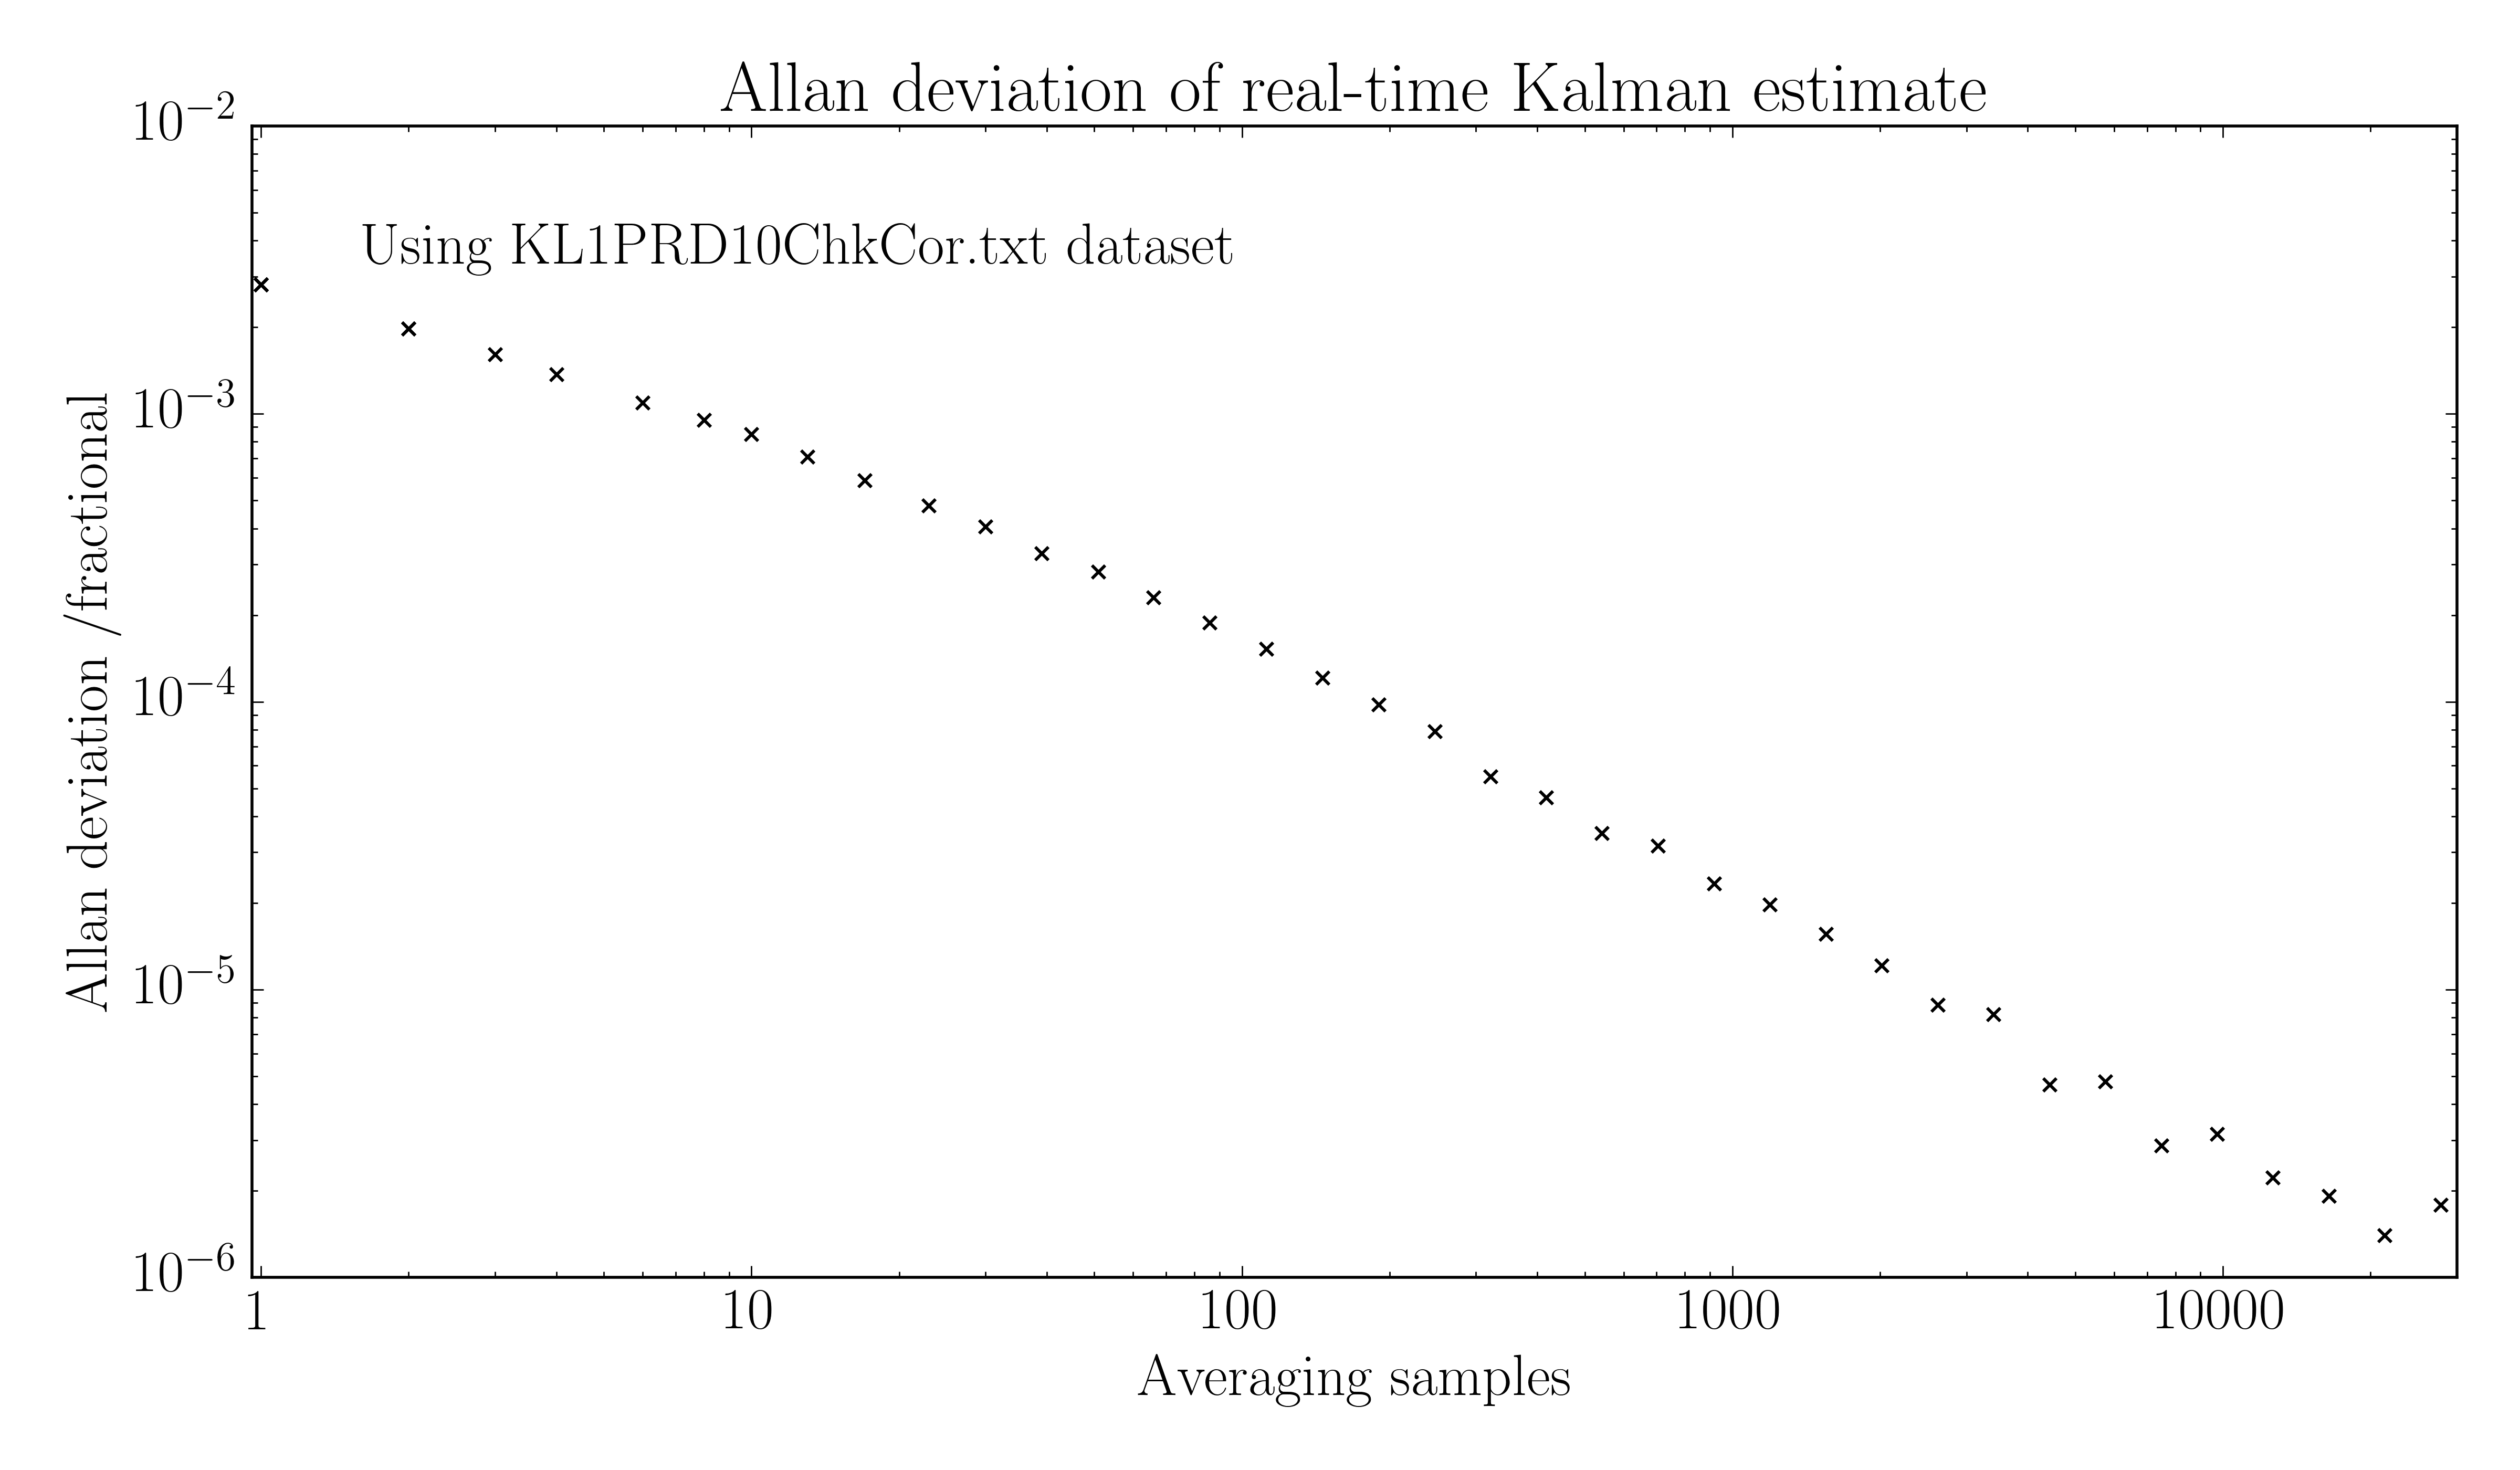 Allan deviation of real-time Kalman estimate
Using KL1PRD10ChkCor.txt dataset
Allan deviation /fractional
10⁻²
10⁻³
10⁻⁴
10⁻⁵
10⁻⁶
1 10 100 1000 10000
Averaging samples